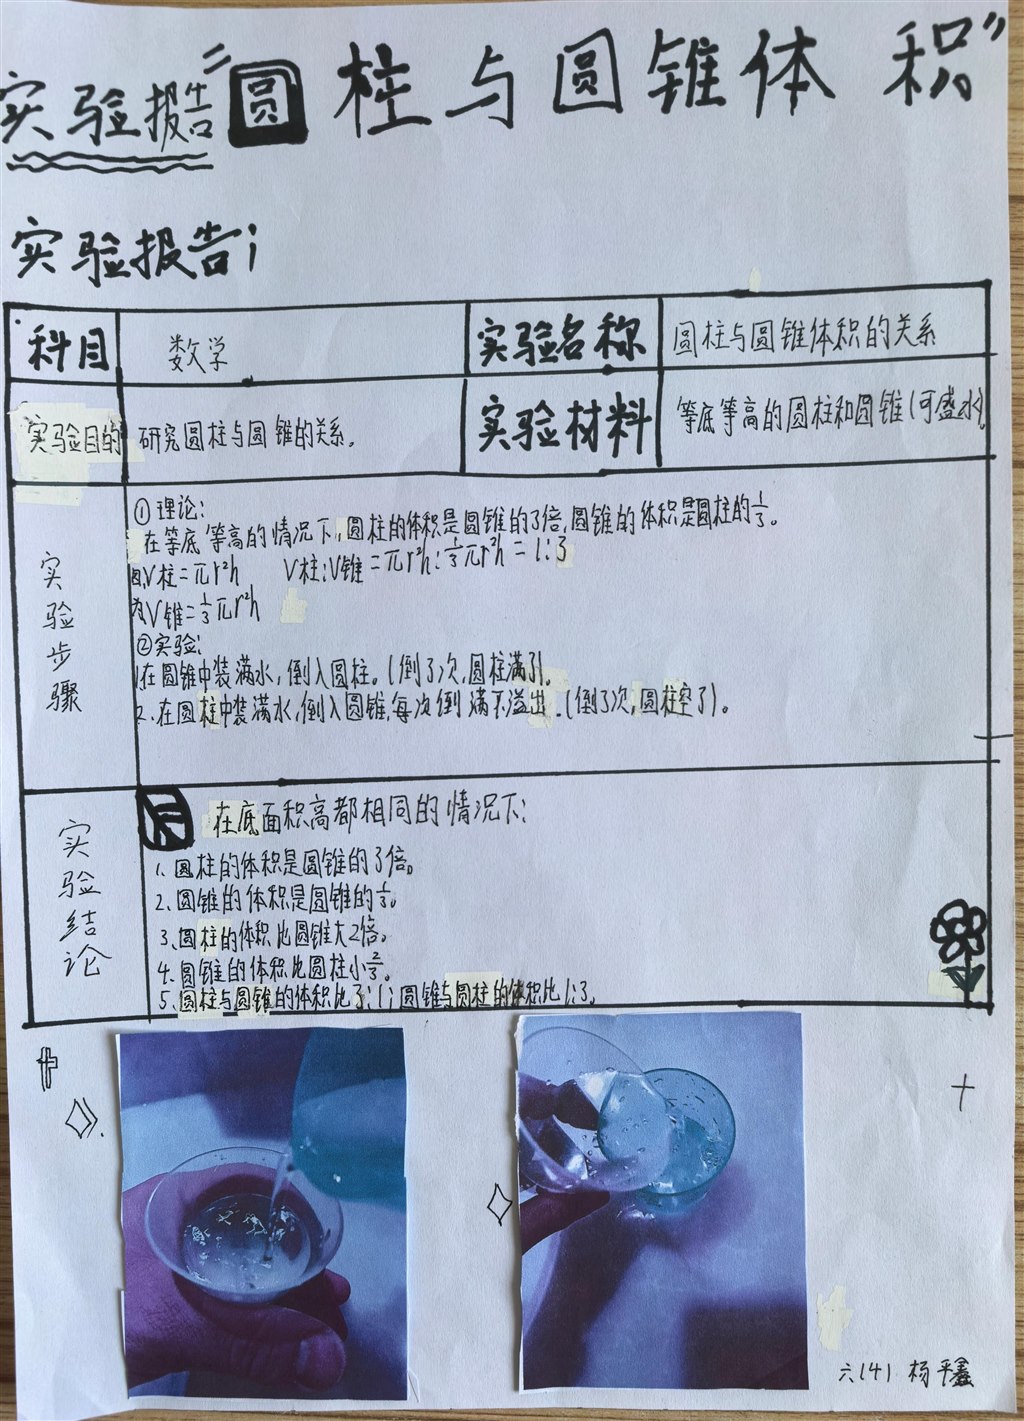 实验报告“圆柱与圆锥体积”
实验报告:
科目 数学 实验名称 圆柱与圆锥体积的关系
实验目的 研究圆柱与圆锥的关系。 实验材料 等底等高的圆柱和圆锥(可盛水)。
实验步骤
①理论:
在等底等高的情况下,圆柱的体积是圆锥的3倍,圆锥的体积是圆柱的1/3。
因V柱=πr²h V柱:V锥=πr²h:1/3πr²h=1:3
为V锥=1/3πr²h
②实验:
1.在圆锥中装满水,倒入圆柱。(倒了3次,圆柱满了)。
2.在圆柱中装满水,倒入圆锥,每次倒满不溢出.(倒了3次,圆柱空了)。
实验结论
在底面积高都相同的情况下:
1、圆柱的体积是圆锥的3倍。
2、圆锥的体积是圆锥的1/3。
3、圆柱的体积比圆锥大2倍。
4、圆锥的体积比圆柱小2/3。
5、圆柱与圆锥的体积比3:1;圆锥与圆柱的体积比1:3。
六(4) 杨平鑫